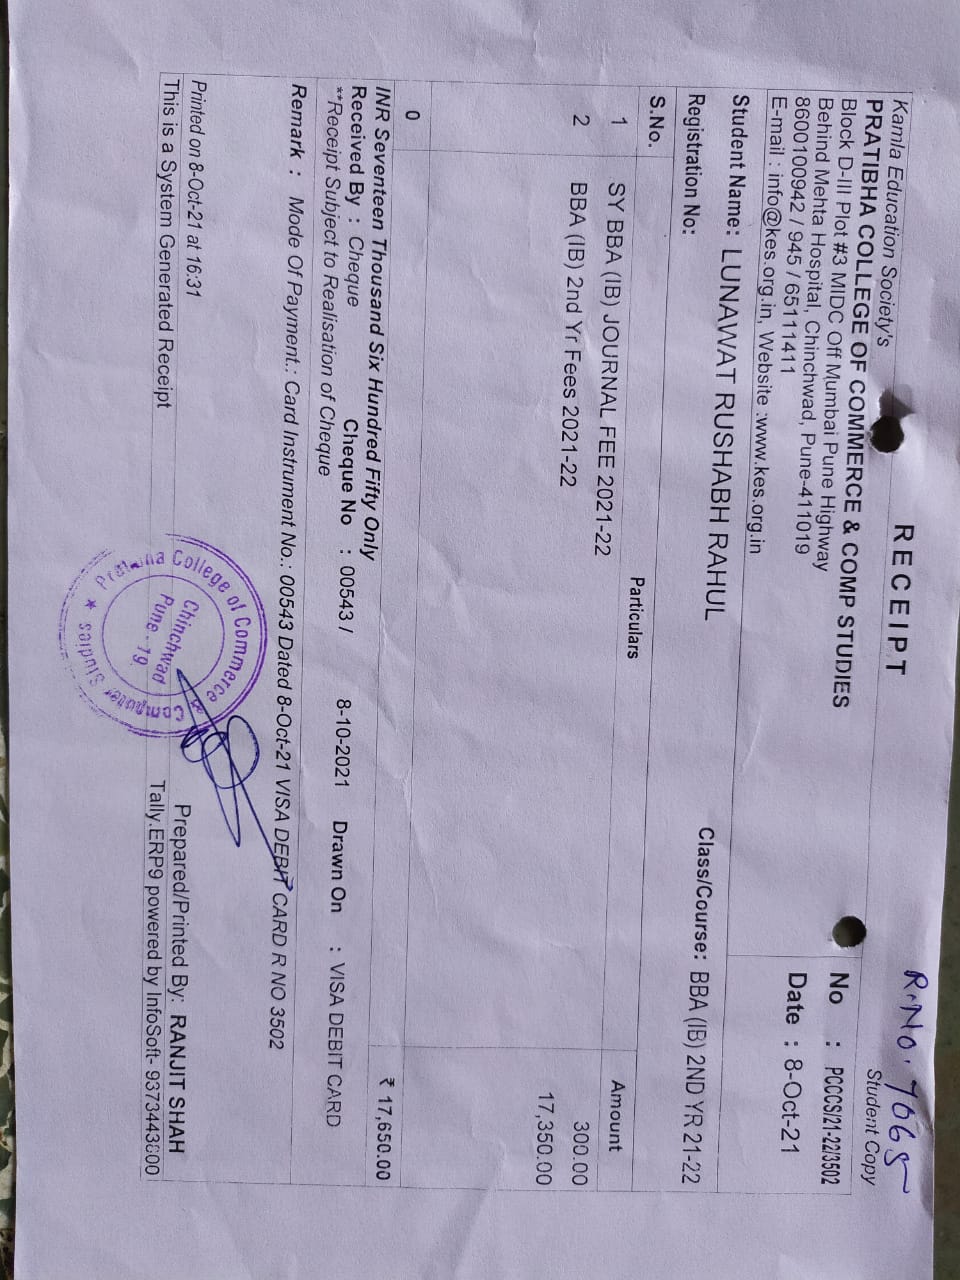 R.No. 7065
RECEIPT
Student Copy
Kamla Education Society's
PRATIBHA COLLEGE OF COMMERCE & COMP STUDIES
Block D-III Plot #3 MIDC Off Mumbai Pune Highway
Behind Mehta Hospital, Chinchwad, Pune-411019
8600100942 / 945 / 65111411
E-mail : info@kes.org.in, Website :www.kes.org.in
No : PCCCS/21-22/3502
Date : 8-Oct-21
Student Name: LUNAWAT RUSHABH RAHUL
Registration No: Class/Course: BBA (IB) 2ND YR 21-22
S.No. Particulars Amount
1 SY BBA (IB) JOURNAL FEE 2021-22 300.00
2 BBA (IB) 2nd Yr Fees 2021-22 17,350.00
0
INR Seventeen Thousand Six Hundred Fifty Only ₹ 17,650.00
Received By : Cheque Cheque No : 00543 / 8-10-2021 Drawn On : VISA DEBIT CARD
**Receipt Subject to Realisation of Cheque
Remark : Mode Of Payment.: Card Instrument No.: 00543 Dated 8-Oct-21 VISA DEBIT CARD R NO 3502
Pratibha College of Commerce
Computer Studies
Chinchwad
Pune - 19.
Printed on 8-Oct-21 at 16:31 Prepared/Printed By: RANJIT SHAH
This is a System Generated Receipt Tally.ERP9 powered by InfoSoft- 9373443800